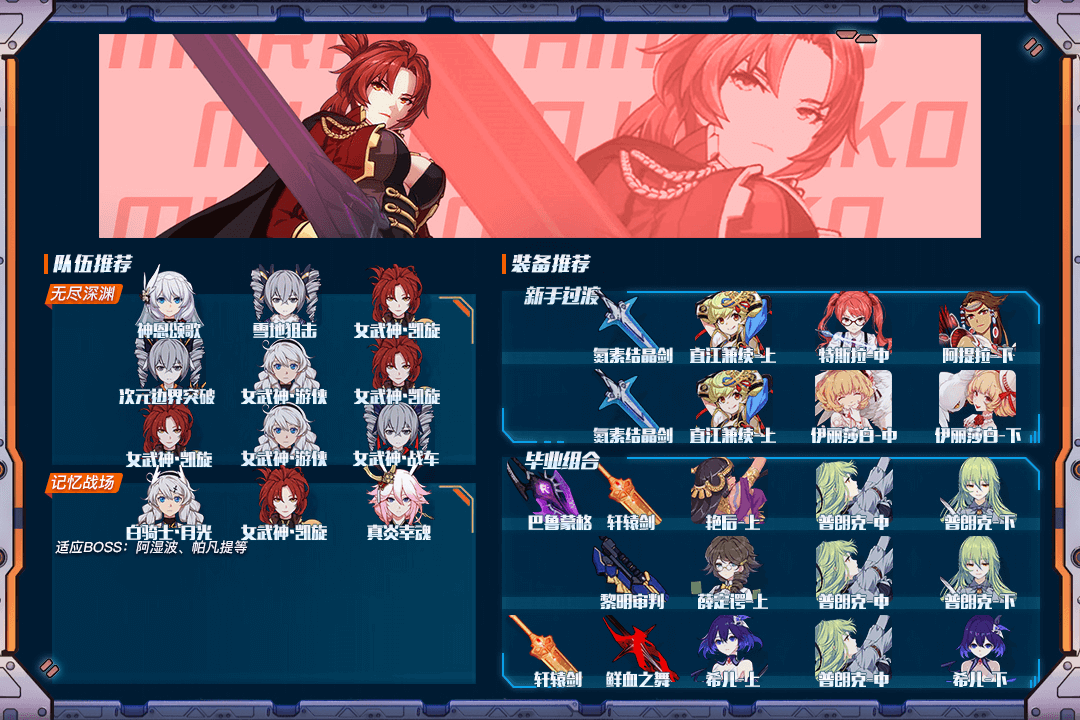 队伍推荐
无尽深渊
神恩颂歌 雪地狙击 女武神·凯旋
次元边界突破 女武神·游侠 女武神·凯旋
女武神·凯旋 女武神·游侠 女武神·战车
记忆战场
白骑士·月光 女武神·凯旋 真炎幸魂
适应BOSS：阿湿波、帕凡提等
装备推荐
新手过渡
氮素结晶剑 直江兼续-上 特斯拉-中 阿提拉-下
氮素结晶剑 直江兼续-上 伊丽莎白-中 伊丽莎白-下
毕业组合
巴鲁蒙格 轩辕剑 艳后-上 普朗克-中 普朗克-下
黎明审判 薛定谔-上 普朗克-中 普朗克-下
轩辕剑 鲜血之舞 希儿-上 普朗克-中 希儿-下